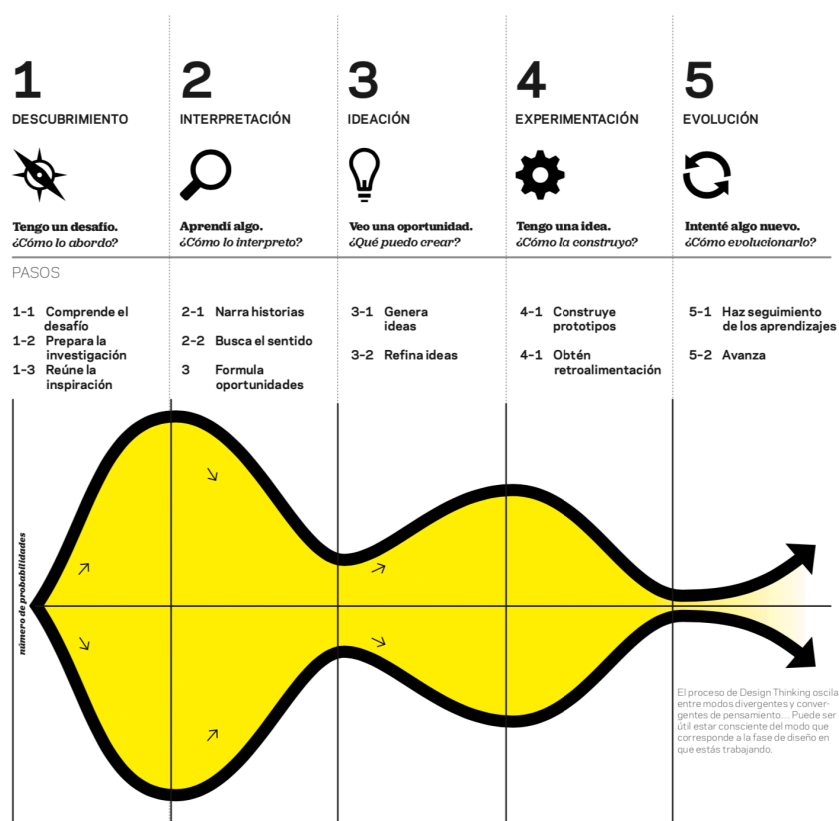 1
DESCUBRIMIENTO
Tengo un desafío.
¿Cómo lo abordo?
2
INTERPRETACIÓN
Aprendí algo.
¿Cómo lo interpreto?
3
IDEACIÓN
Veo una oportunidad.
¿Qué puedo crear?
4
EXPERIMENTACIÓN
Tengo una idea.
¿Cómo la construyo?
5
EVOLUCIÓN
Intenté algo nuevo.
¿Cómo evolucionarlo?
PASOS
1-1 Comprende el
desafío
1-2 Prepara la
investigación
1-3 Reúne la
inspiración
2-1 Narra historias
2-2 Busca el sentido
3 Formula
oportunidades
3-1 Genera
ideas
3-2 Refina ideas
4-1 Construye
prototipos
4-1 Obtén
retroalimentación
5-1 Haz seguimiento
de los aprendizajes
5-2 Avanza
número de probabilidades
El proceso de Design Thinking oscila
entre modos divergentes y conver-
gentes de pensamiento... Puede ser
útil estar consciente del modo que
corresponde a la fase de diseño en
que estás trabajando.